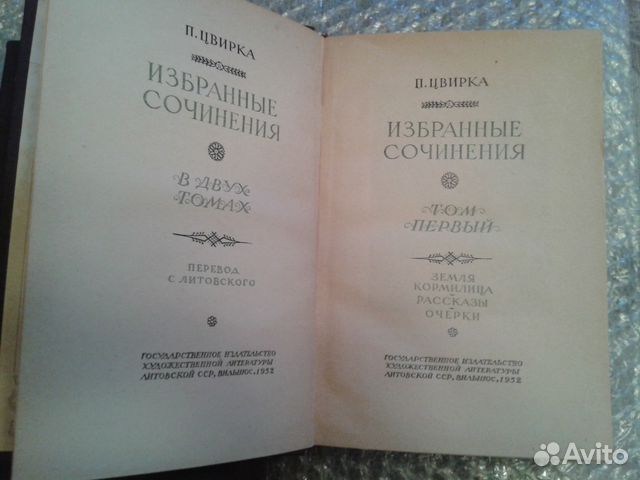 П. ЦВИРКА
ИЗБРАННЫЕ
СОЧИНЕНИЯ
В ДВУХ
ТОМАХ
ПЕРЕВОД
С ЛИТОВСКОГО
ГОСУДАРСТВЕННОЕ ИЗДАТЕЛЬСТВО
ХУДОЖЕСТВЕННОЙ ЛИТЕРАТУРЫ
ЛИТОВСКОЙ ССР, ВИЛЬНЮС, 1952
П. ЦВИРКА
ИЗБРАННЫЕ
СОЧИНЕНИЯ
ТОМ
ПЕРВЫЙ
ЗЕМЛЯ
КОРМИЛИЦА
РАССКАЗЫ
ОЧЕРКИ
ГОСУДАРСТВЕННОЕ ИЗДАТЕЛЬСТВО
ХУДОЖЕСТВЕННОЙ ЛИТЕРАТУРЫ
ЛИТОВСКОЙ ССР, ВИЛЬНЮС, 1952
Avito